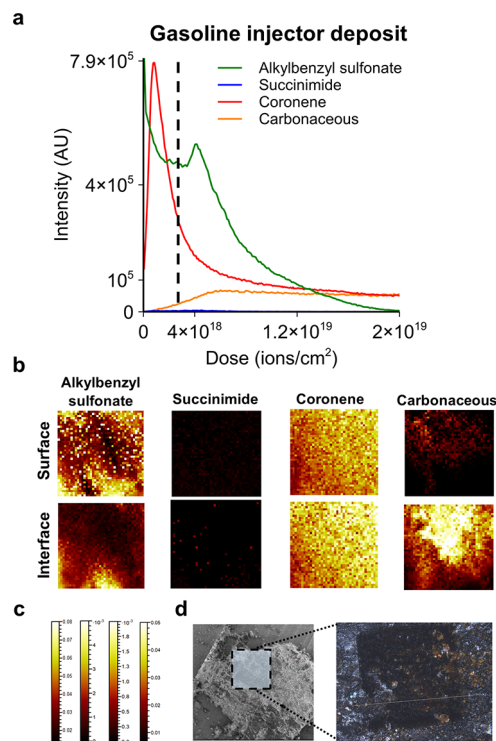 a
Gasoline injector deposit
7.9×10⁵
4×10⁵
10⁵
0
Intensity (AU)
Alkylbenzyl sulfonate
Succinimide
Coronene
Carbonaceous
0
4×10¹⁸
1.2×10¹⁹
2×10¹⁹
Dose (ions/cm²)
b
Alkylbenzyl
sulfonate
Succinimide
Coronene
Carbonaceous
Surface
Interface
c
d